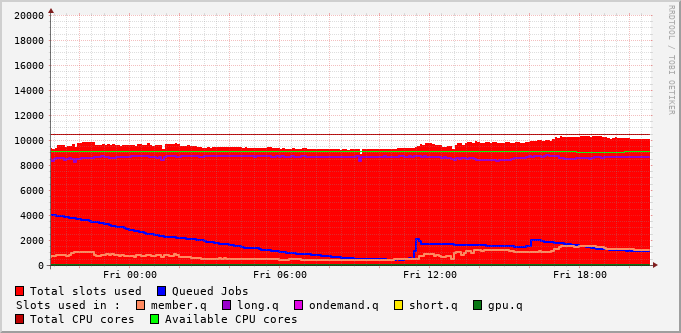 20000
18000
16000
14000
12000
10000
8000
6000
4000
2000
0
Fri 00:00 Fri 06:00 Fri 12:00 Fri 18:00
Total slots used Queued Jobs
Slots used in : member.q long.q ondemand.q short.q gpu.q
Total CPU cores Available CPU cores
RRDTOOL / TOBI OETIKER